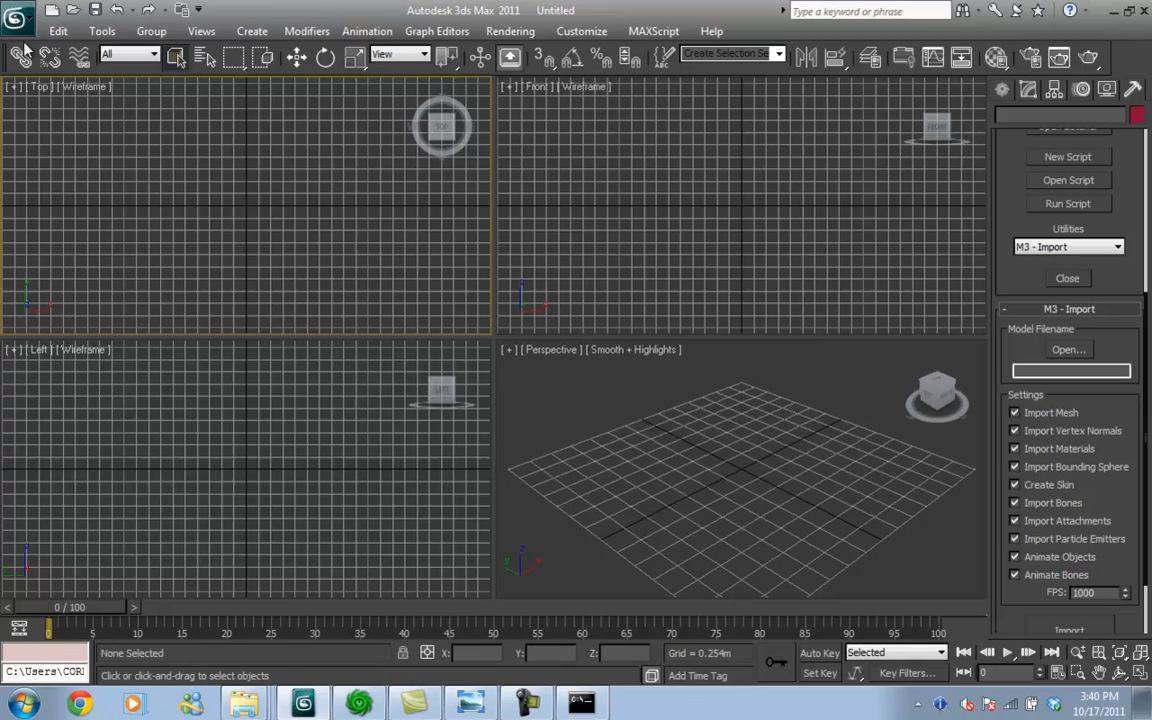 Autodesk 3ds Max 2011 Untitled
Type a keyword or phrase
Edit Tools Group Views Create Modifiers Animation Graph Editors Rendering Customize MAXScript Help
All View Create Selection Se
[ + ] [ Top ] [ Wireframe ]
TOP
[ + ] [ Front ] [ Wireframe ]
FRONT
New Script
Open Script
Run Script
Utilities
M3 - Import
Close
M3 - Import
Model Filename
Open...
Settings
Import Mesh
Import Vertex Normals
Import Materials
Import Bounding Sphere
Create Skin
Import Bones
Import Attachments
Import Particle Emitters
Animate Objects
Animate Bones
FPS: 1000
Import
[ + ] [ Left ] [ Wireframe ]
[ + ] [ Perspective ] [ Smooth + Highlights ]
0 / 100
0 5 10 15 20 25 30 35 40 45 50 55 60 65 70 75 80 85 90 95 100
None Selected X: Y: Z: Grid = 0.254m Auto Key Selected
C:\Users\CORI Click or click-and-drag to select objects Add Time Tag Set Key Key Filters... 0
3:40 PM
10/17/2011